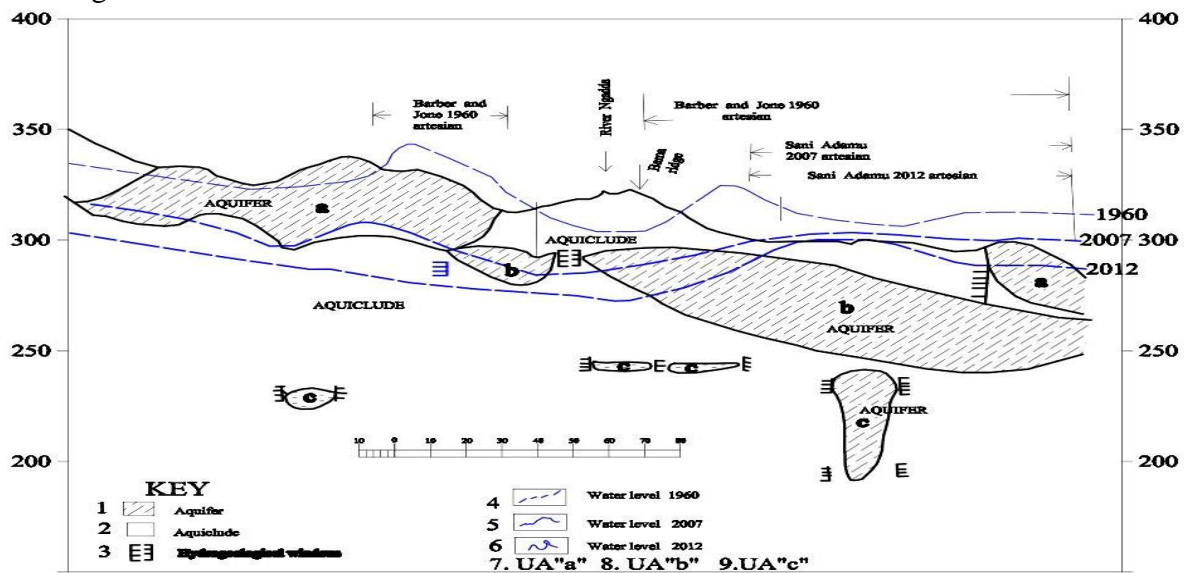 400
400
350
350
300
300
250
250
200
200
Barber and
Jone 1960
artesian
River Ngadda
Bama
ridge
Barber and Jone 1960
artesian
Sani Adamu
2007 artesian
Sani Adamu 2012 artesian
1960
2007
2012
AQUIFER
a
AQUICLUDE
b
AQUICLUDE
b
AQUIFER
a
c
c
c
AQUIFER
c
10 0 10 20 30 40 50 60 70 80
KEY
1 Aquifer
2 Aquiclude
3 Hydrogeological windows
4 Water level 1960
5 Water level 2007
6 Water level 2012
7. UA"a" 8. UA"b" 9.UA"c"